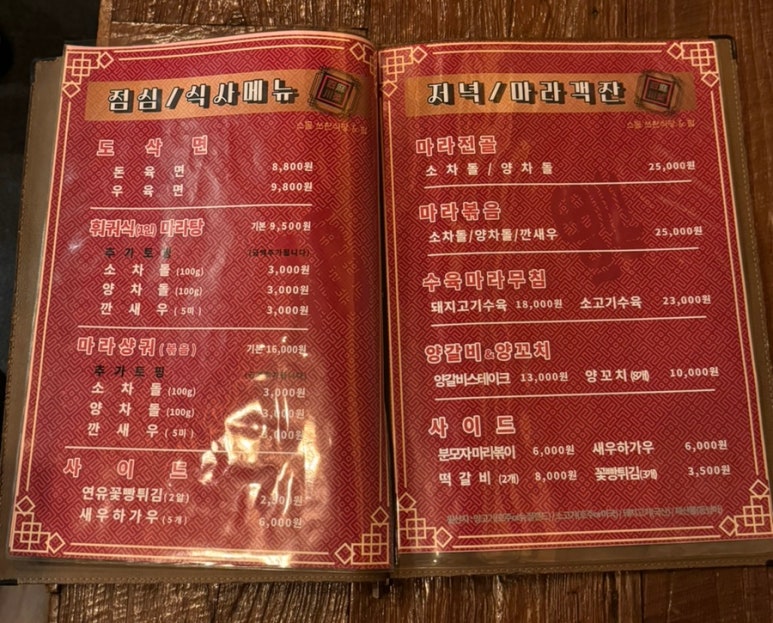 점심/식사메뉴
도삭면
돈육면 8,800원
우육면 9,800원
훠궈식(1인) 마라탕 기본 9,500원
추가토핑 (금액추가됩니다)
소차돌(100g) 3,000원
양차돌(100g) 3,000원
깐새우(5미) 3,000원
마라샹궈(볶음) 기본 16,000원
추가토핑
소차돌(100g) 3,000원
양차돌(100g) 3,000원
깐새우(5미) 3,000원
사이드
연유꽃빵튀김(2알)
새우하가우(5개) 6,000원
저녁/마라객잔
마라전골
소차돌/양차돌 25,000원
마라볶음
소차돌/양차돌/깐새우 25,000원
수육마라무침
돼지고기수육 18,000원 소고기수육 23,000원
양갈비&양꼬치
양갈비스테이크 13,000원 양꼬치(8개) 10,000원
사이드
분모자마라볶이 6,000원 새우하가우 6,000원
떡갈비(2개) 8,000원 꽃빵튀김(3개) 3,500원